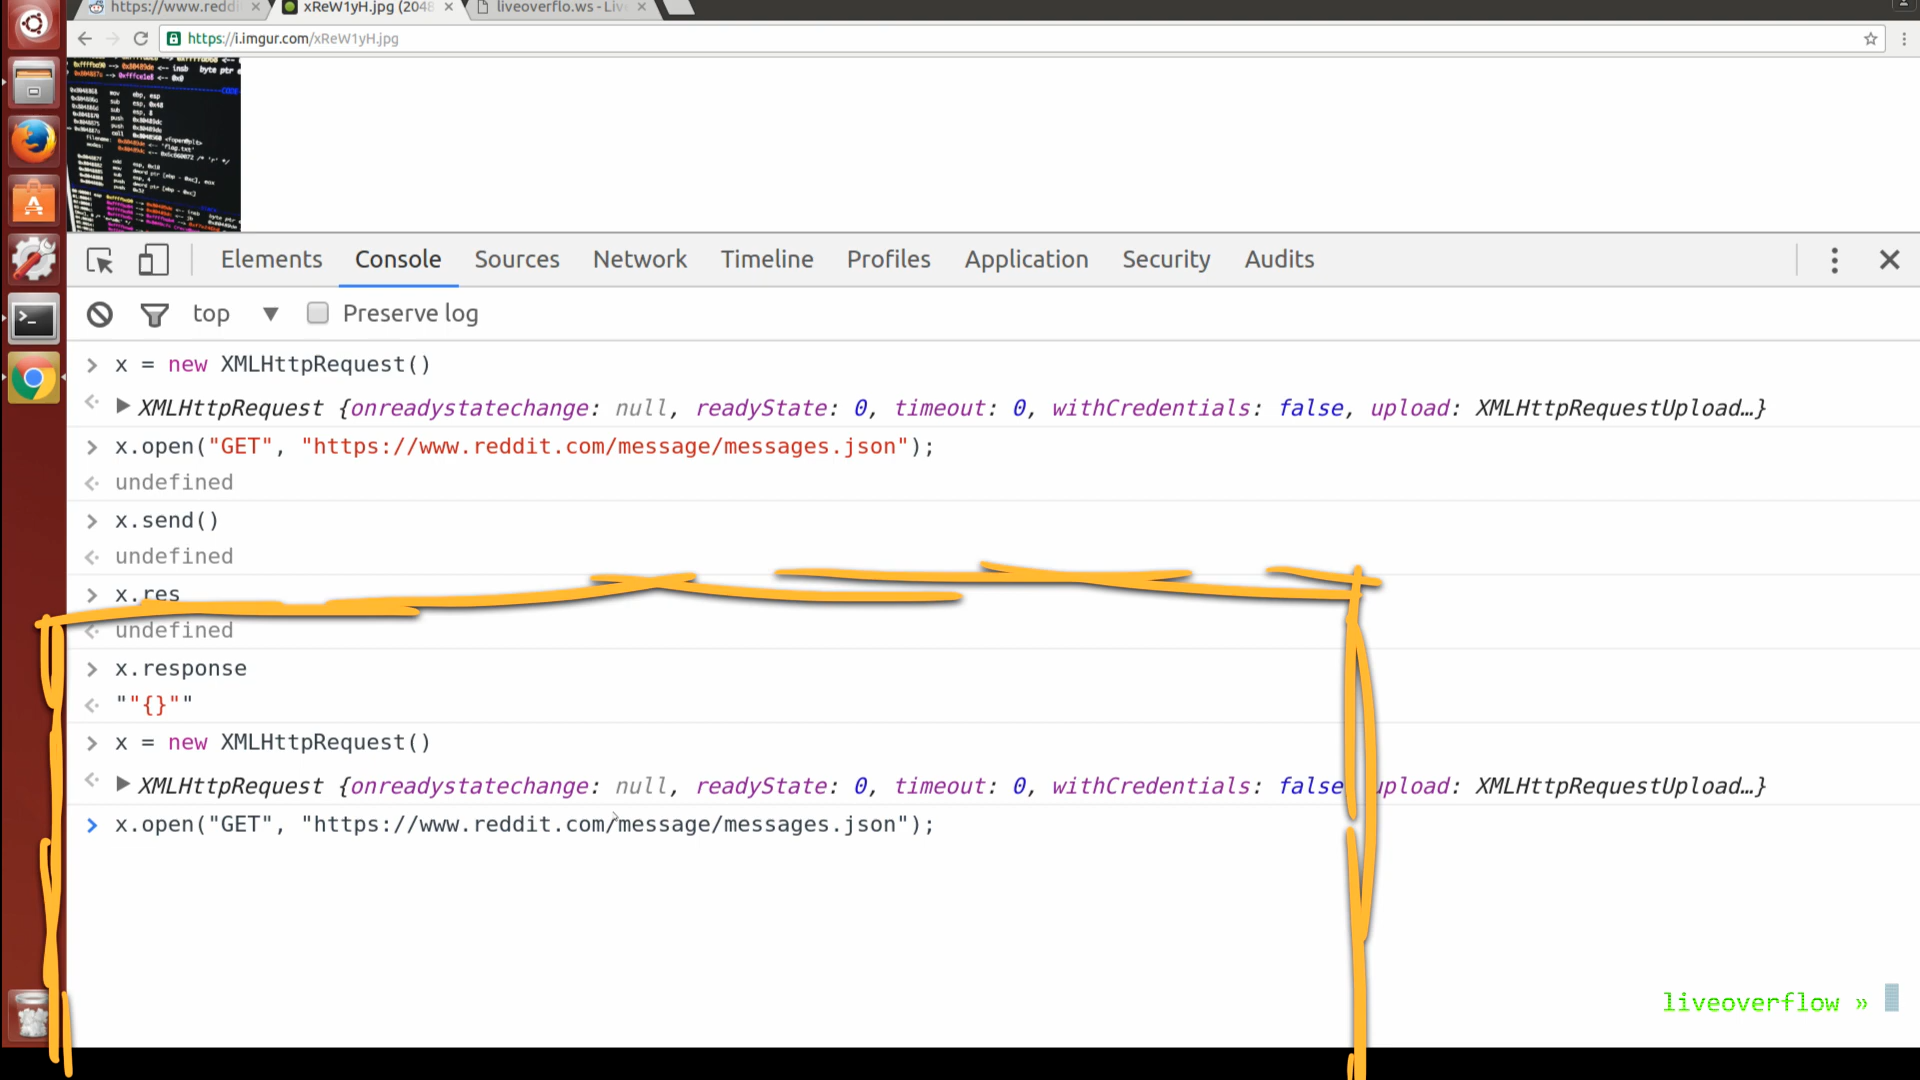 https://www.reddi
xReW1yH.jpg (2048
liveoverflo.ws - Liv
https://i.imgur.com/xReW1yH.jpg
Elements Console Sources Network Timeline Profiles Application Security Audits
top Preserve log
x = new XMLHttpRequest()
XMLHttpRequest {onreadystatechange: null, readyState: 0, timeout: 0, withCredentials: false, upload: XMLHttpRequestUpload…}
x.open("GET", "https://www.reddit.com/message/messages.json");
undefined
x.send()
undefined
x.res
undefined
x.response
""{}""
x = new XMLHttpRequest()
XMLHttpRequest {onreadystatechange: null, readyState: 0, timeout: 0, withCredentials: false upload: XMLHttpRequestUpload…}
x.open("GET", "https://www.reddit.com/message/messages.json");
liveoverflow »